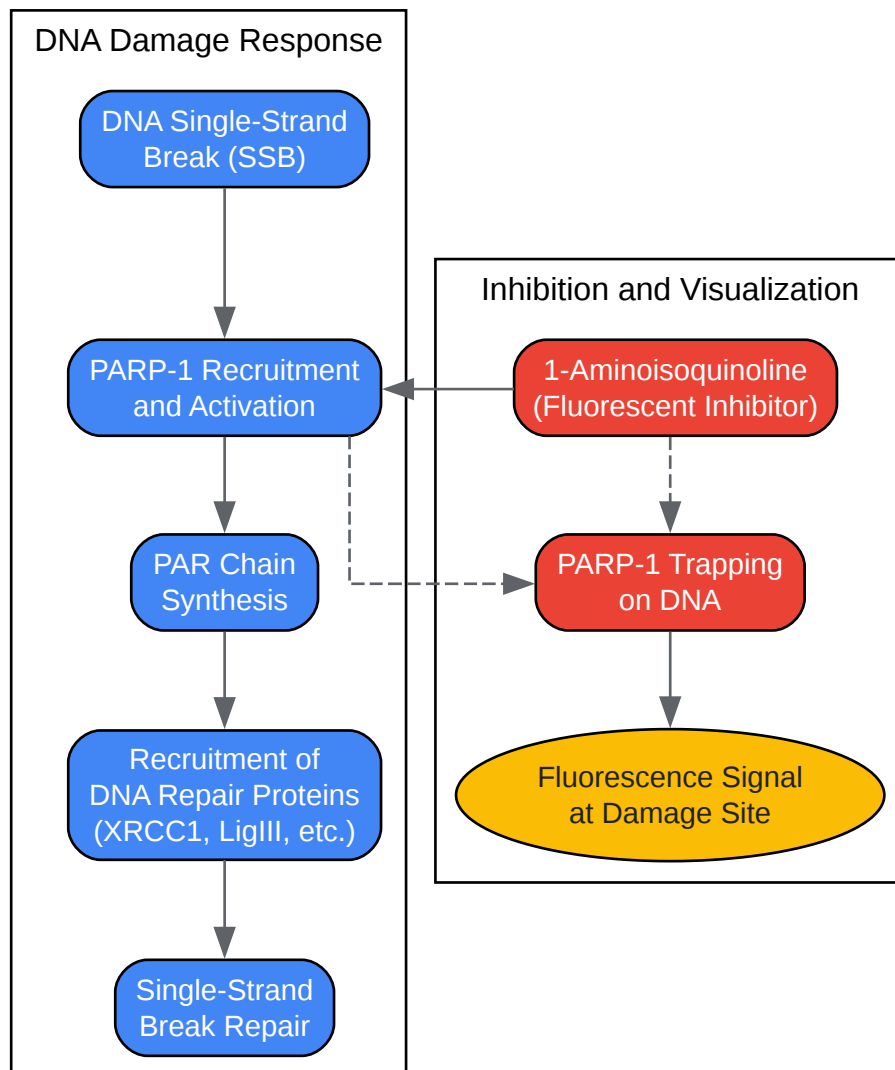 DNA Damage Response
DNA Single-Strand
Break (SSB)
PARP-1 Recruitment
and Activation
PAR Chain
Synthesis
Recruitment of
DNA Repair Proteins
(XRCC1, LigIII, etc.)
Single-Strand
Break Repair
Inhibition and Visualization
1-Aminoisoquinoline
(Fluorescent Inhibitor)
PARP-1 Trapping
on DNA
Fluorescence Signal
at Damage Site